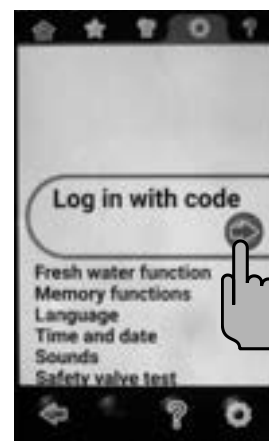 Log in with code
Fresh water function
Memory functions
Language
Time and date
Sounds
Safety valve test